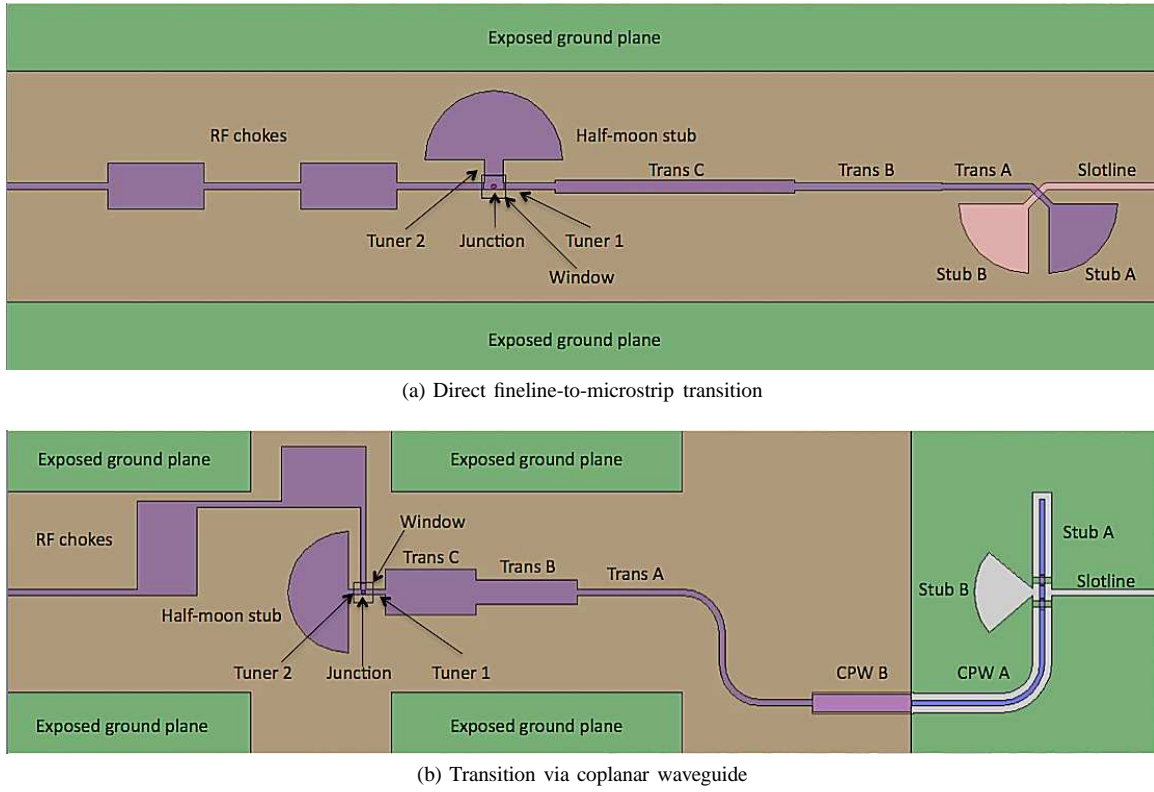 Exposed ground plane
RF chokes
Half-moon stub
Trans C
Trans B
Trans A
Slotline
Tuner 2
Junction
Tuner 1
Window
Stub B
Stub A
Exposed ground plane
(a) Direct fineline-to-microstrip transition
Exposed ground plane
Exposed ground plane
RF chokes
Window
Trans C
Trans B
Trans A
Stub A
Stub B
Slotline
Half-moon stub
Tuner 2
Junction
Tuner 1
CPW B
CPW A
Exposed ground plane
Exposed ground plane
(b) Transition via coplanar waveguide